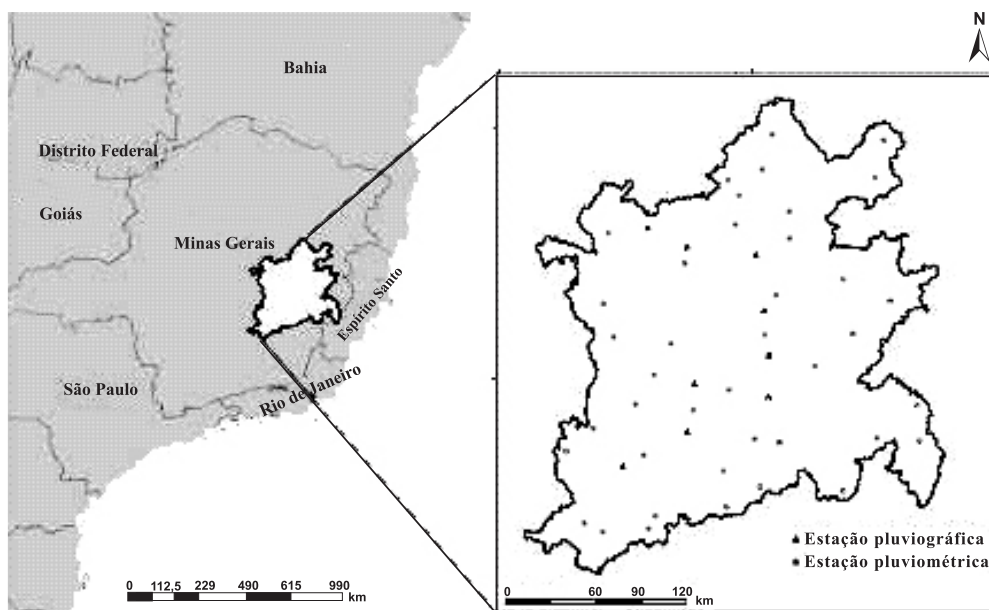 N
Bahia
Distrito Federal
Goiás
Minas Gerais
Espírito Santo
São Paulo
Rio de Janeiro
Estação pluviográfica
Estação pluviométrica
0 112,5 229 490 615 990
km
0 60 90 120
km